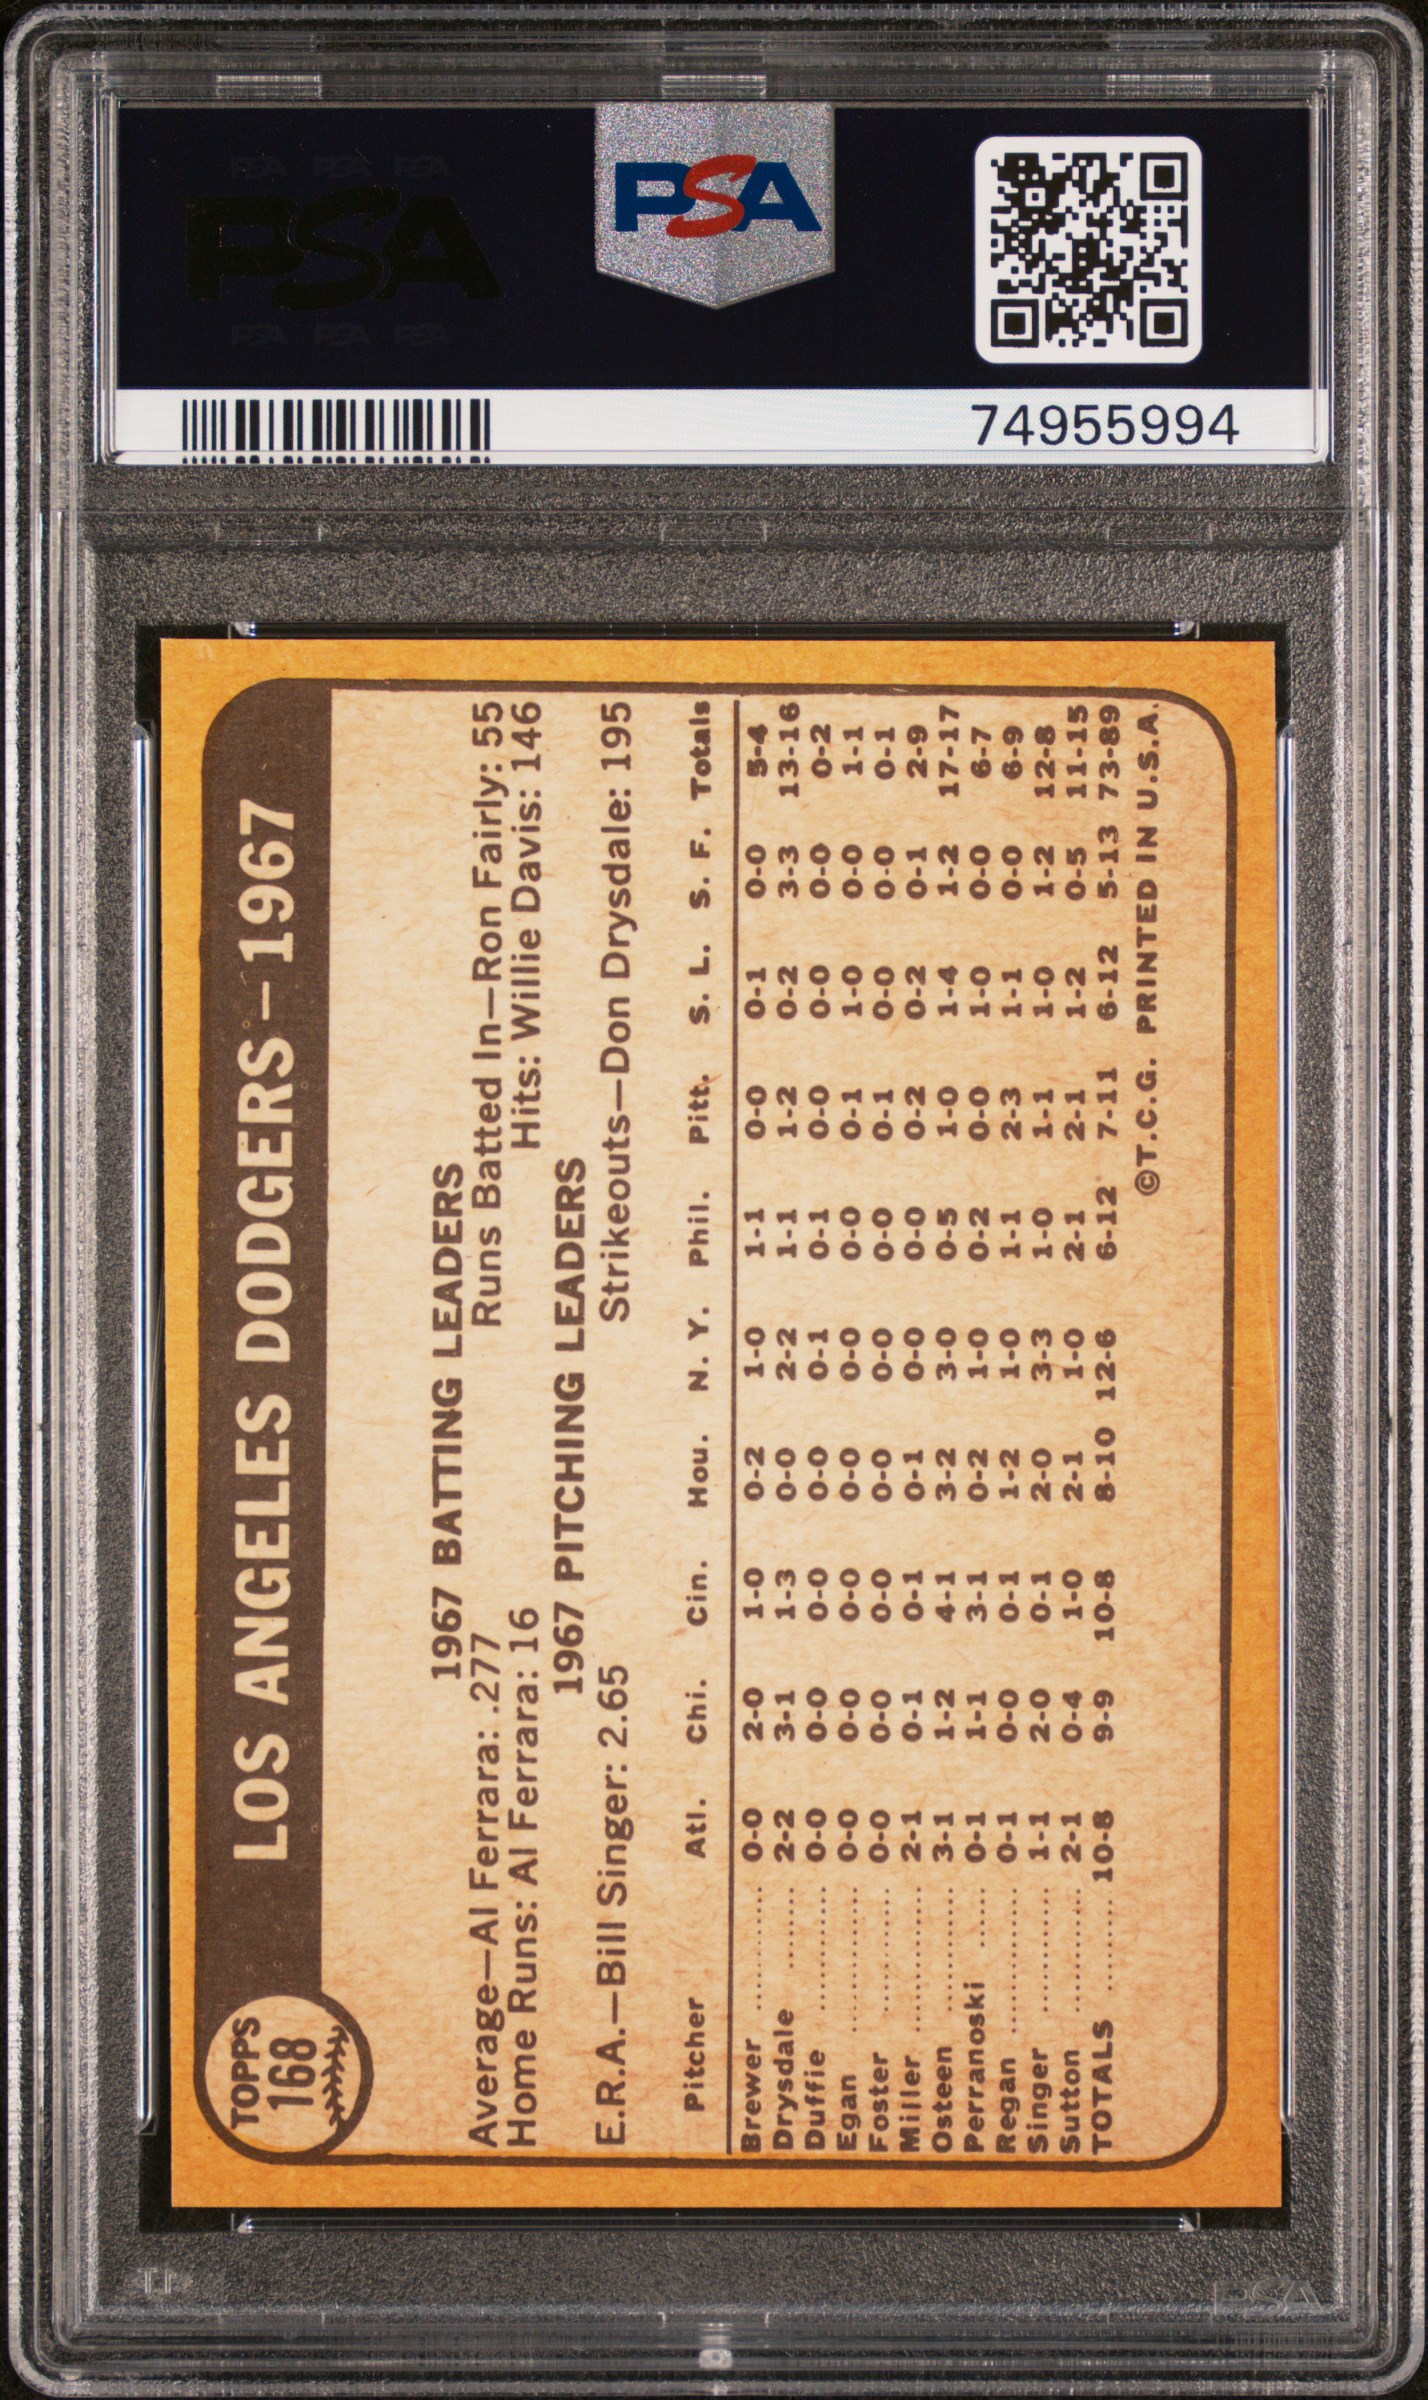 PSA PSA PSA
PSA
PSA PSA PSA
PSA
74955994
TOPPS
168
LOS ANGELES DODGERS—1967
1967 BATTING LEADERS
Average—Al Ferrara: .277 Runs Batted In—Ron Fairly: 55
Home Runs: Al Ferrara: 16 Hits: Willie Davis: 146
1967 PITCHING LEADERS
E.R.A.—Bill Singer: 2.65 Strikeouts—Don Drysdale: 195
Pitcher Atl. Chi. Cin. Hou. N. Y. Phil. Pitt. S. L. S. F. Totals
Brewer ............ 0-0 2-0 1-0 0-2 1-0 1-1 0-0 0-1 0-0 5-4
Drysdale ........ 2-2 3-1 1-3 0-0 2-2 1-1 1-2 0-2 3-3 13-16
Duffie ............ 0-0 0-0 0-0 0-0 0-1 0-1 0-0 0-0 0-0 0-2
Egan .............. 0-0 0-0 0-0 0-0 0-0 0-0 0-1 1-0 0-0 1-1
Foster ............ 0-0 0-0 0-0 0-0 0-0 0-0 0-1 0-0 0-0 0-1
Miller .............. 2-1 0-1 0-1 0-1 0-0 0-0 0-2 0-2 0-1 2-9
Osteen ............ 3-1 1-2 4-1 3-2 3-0 0-5 1-0 1-4 1-2 17-17
Perranoski ...... 0-1 1-1 3-1 0-2 1-0 0-2 0-0 1-0 0-0 6-7
Regan .............. 0-1 0-0 0-1 1-2 1-0 1-1 2-3 1-1 0-0 6-9
Singer ............ 1-1 2-0 0-1 2-0 3-3 1-0 1-1 1-0 1-2 12-8
Sutton ............ 2-1 0-4 1-0 2-1 1-0 2-1 2-1 1-2 0-5 11-15
TOTALS .......... 10-8 9-9 10-8 8-10 12-6 6-12 7-11 6-12 5-13 73-89
©T.C.G. PRINTED IN U.S.A.
PSA